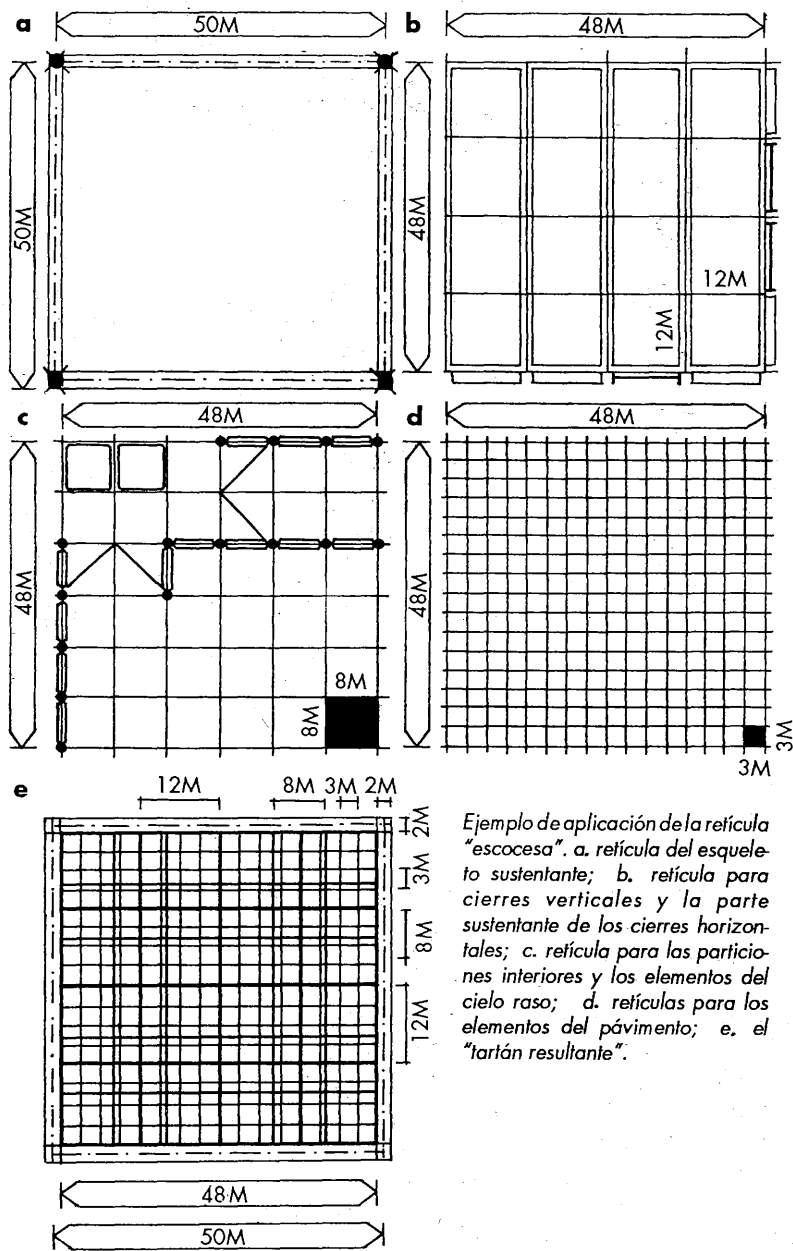 a
50M
50M
b
48M
48M
12M
12M
c
48M
48M
8M
8M
d
48M
3M
3M
e
12M 8M 3M 2M
2M
3M
8M
12M
48M
50M
Ejemplo de aplicación de la retícula
"escocesa". a. retícula del esquele-
to sustentante; b. retícula para
cierres verticales y la parte
sustentante de los cierres horizon-
tales; c. retícula para las particio-
nes interiores y los elementos del
cielo raso; d. retículas para los
elementos del pávimento; e. el
"tartán resultante".